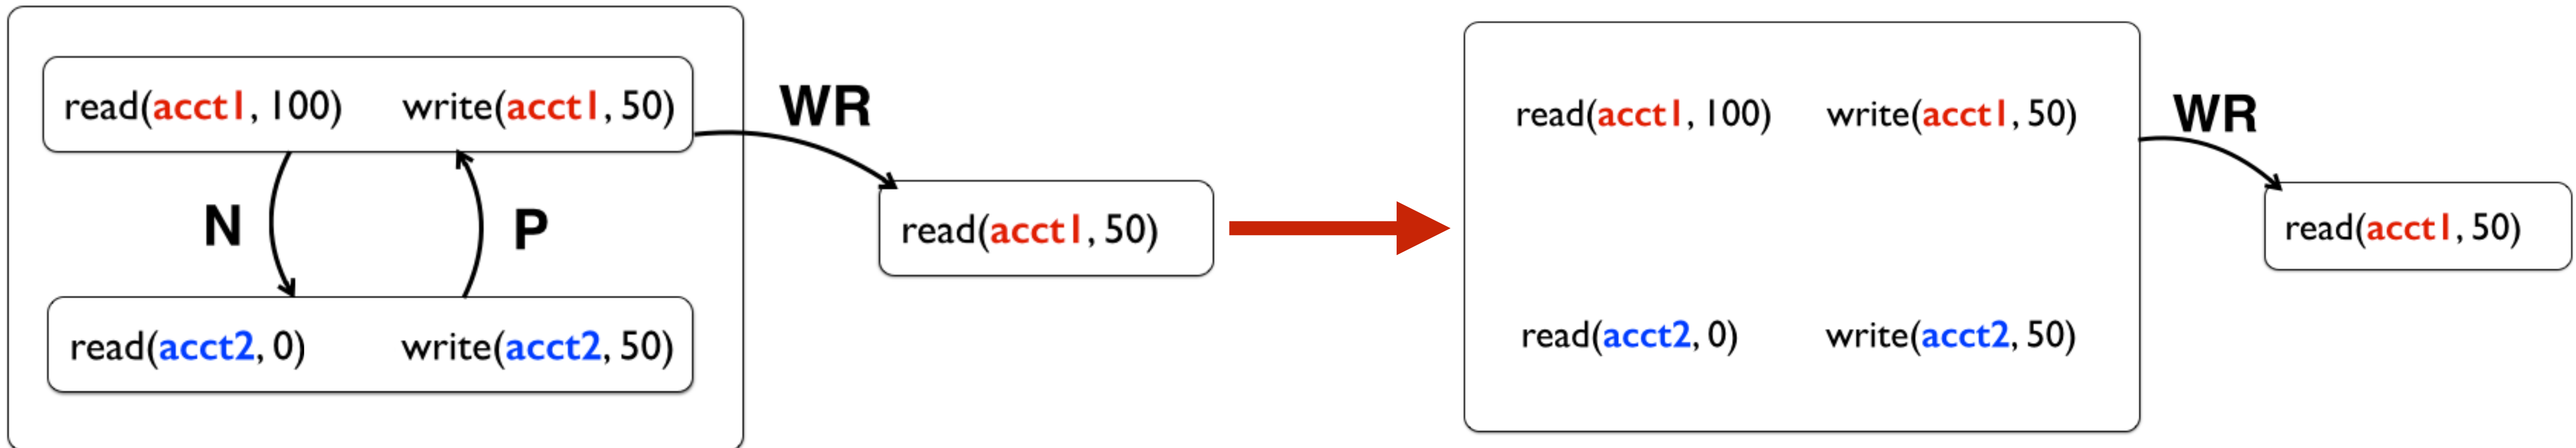 read(acct1, 100) write(acct1, 50)
WR
N
P
read(acct2, 0) write(acct2, 50)
read(acct1, 50)
read(acct1, 100) write(acct1, 50)
WR
read(acct2, 0) write(acct2, 50)
read(acct1, 50)